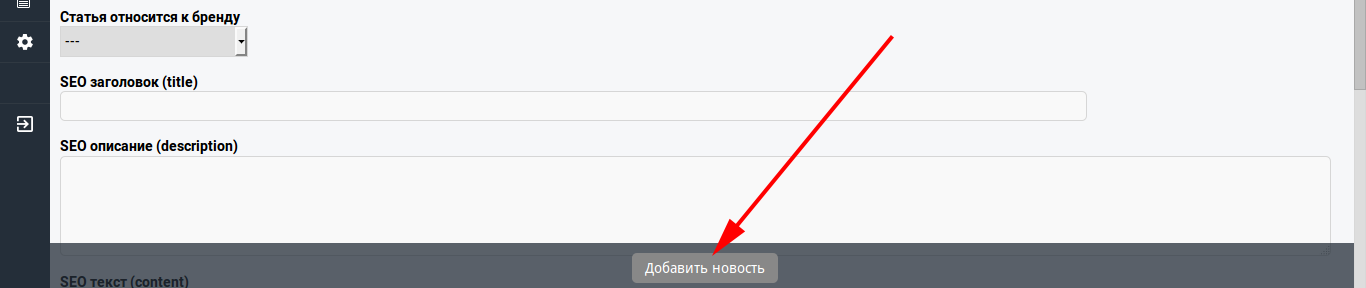 Статья относится к бренду
---
SEO заголовок (title)
SEO описание (description)
Добавить новость
SEO текст (content)